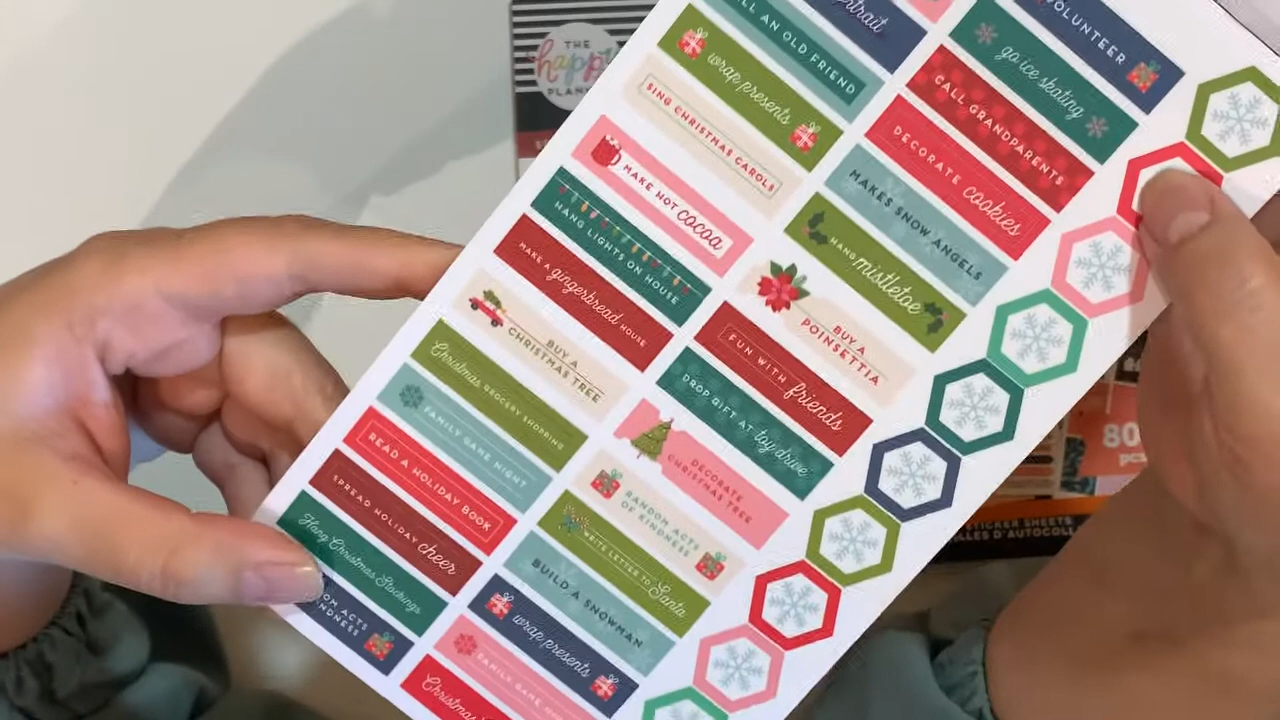 THE
happy
AN OLD FRIEND
wrap presents
SING CHRISTMAS CAROLS
MAKE HOT cocoa
HANG LIGHTS ON HOUSE
MAKE A gingerbread HOUSE
BUY A
CHRISTMAS TREE
Christmas GROCERY SHOPPING
FAMILY GAME NIGHT
READ A HOLIDAY BOOK
SPREAD HOLIDAY cheer
Hang Christmas Stockings
ACTS
VOLUNTEER
go ice skating
CALL GRANDPARENTS
DECORATE cookies
MAKES SNOW ANGELS
HANG mistletoe
BUY A
POINSETTIA
FUN WITH friends
DROP GIFT AT toy drive
DECORATE
CHRISTMAS TREE
RANDOM ACTS
OF KINDNESS
WRITE LETTER TO Santa
BUILD A SNOWMAN
wrap presents
FAMILY GAME
80
pcs
STICKER SHEETS